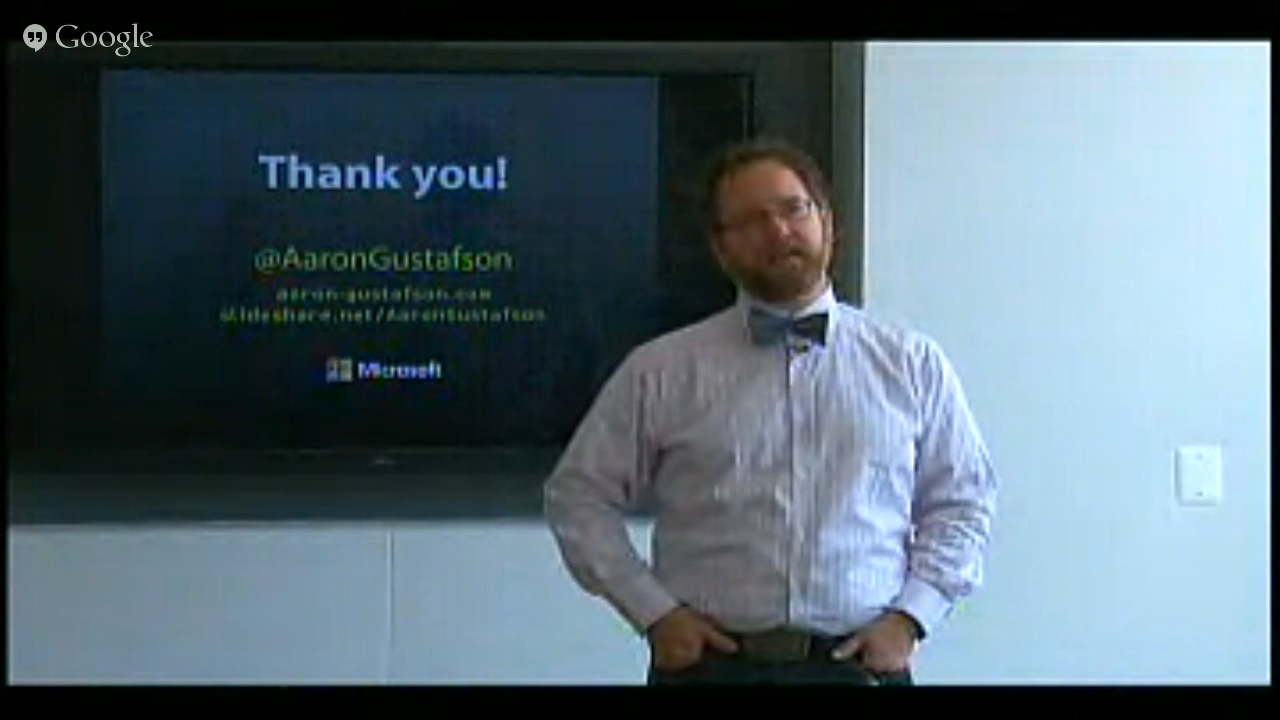 Google
Thank you!
@AaronGustafson
aaron-gustafson.com
slideshare.net/AaronGustafson
Microsoft